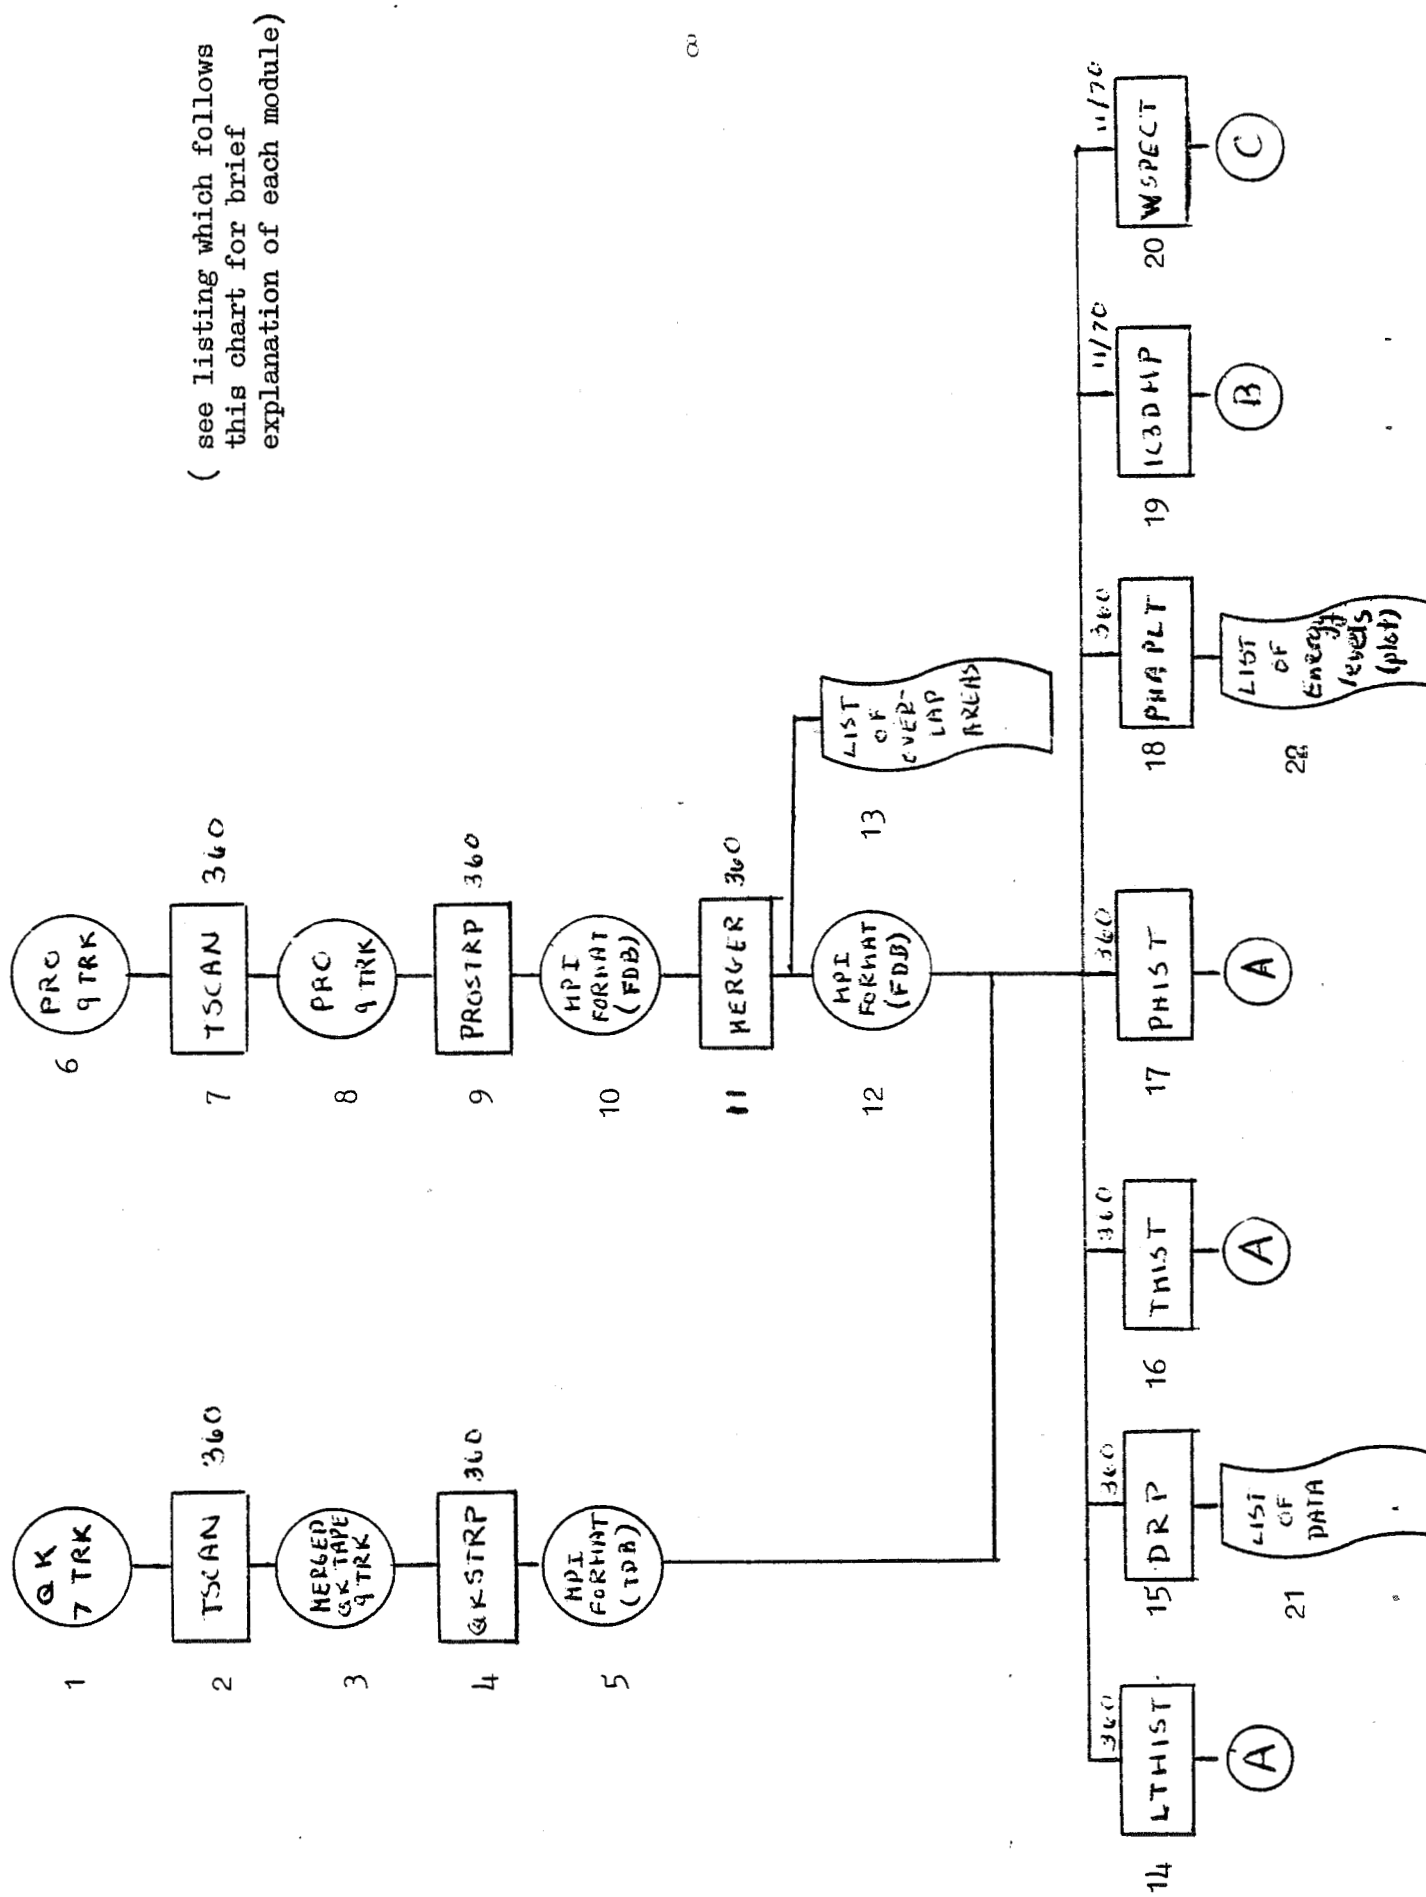 ( see listing which follows
this chart for brief
explanation of each module)
8
1
QK
7 TRK
2
TSCAN
360
3
MERGED
QK TAPE
9 TRK
4
QKSTRP
360
5
MPI
FORMAT
(TDB)
6
PRO
9 TRK
7
TSCAN
360
8
PRO
9 TRK
9
PROSTRP
360
10
MPI
FORMAT
(FDB)
11
MERGER
360
12
MPI
FORMAT
(FDB)
13
LIST
OF
OVER-
LAP
AREAS
14
360
LTHIST
A
15
360
DRP
21
LIST
OF
DATA
16
360
THIST
A
17
360
PHIST
A
18
360
PHAPLT
22
LIST
OF
Energy
levels
(plot)
19
11/70
IC3DMP
B
20
11/70
WSPECT
C